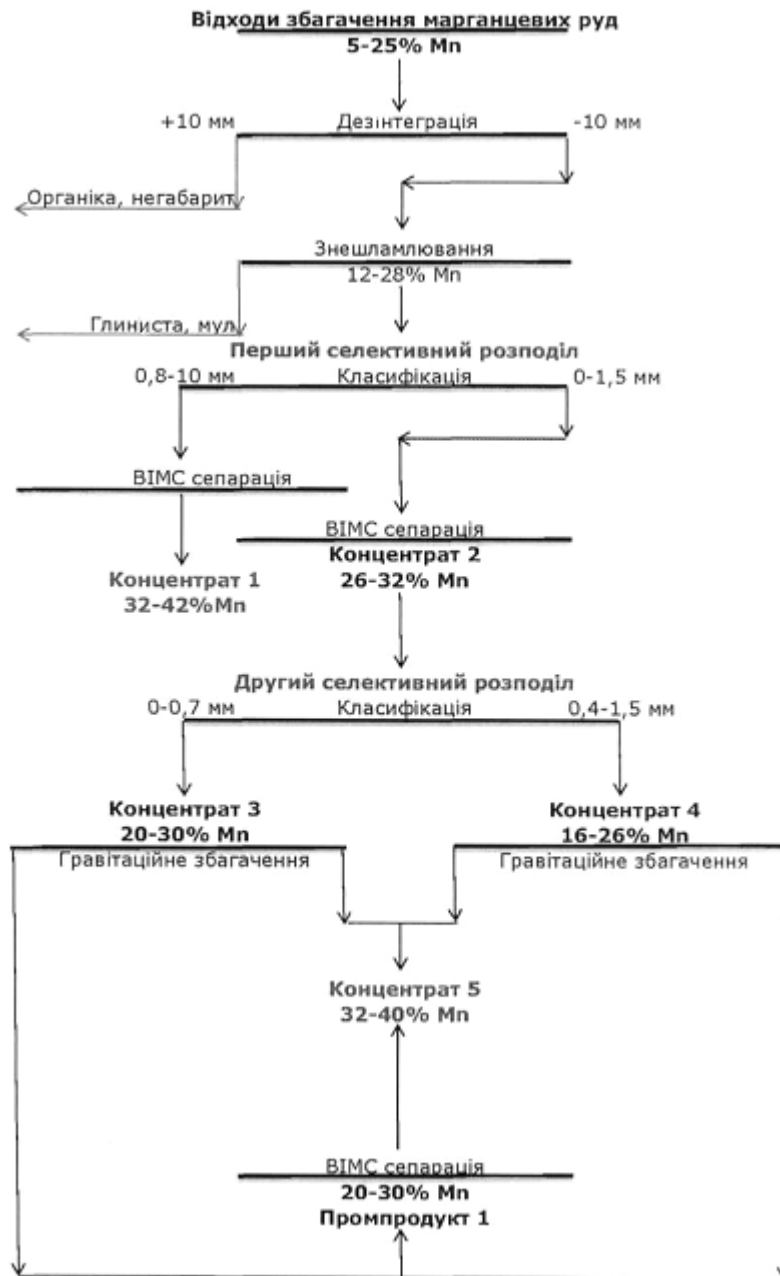 Відходи збагачення марганцевих руд
5-25% Mn
+10 мм
Дезінтеграція
-10 мм
Органіка, негабарит
Знешламлювання
12-28% Mn
Глиниста, мул
Перший селективний розподіл
0,8-10 мм
Класифікація
0-1,5 мм
ВІМС сепарація
ВІМС сепарація
Концентрат 2
26-32% Mn
Концентрат 1
32-42%Mn
Другий селективний розподіл
0-0,7 мм
Класифікація
0,4-1,5 мм
Концентрат 3
20-30% Mn
Гравітаційне збагачення
Концентрат 4
16-26% Mn
Гравітаційне збагачення
Концентрат 5
32-40% Mn
ВІМС сепарація
20-30% Mn
Промпродукт 1